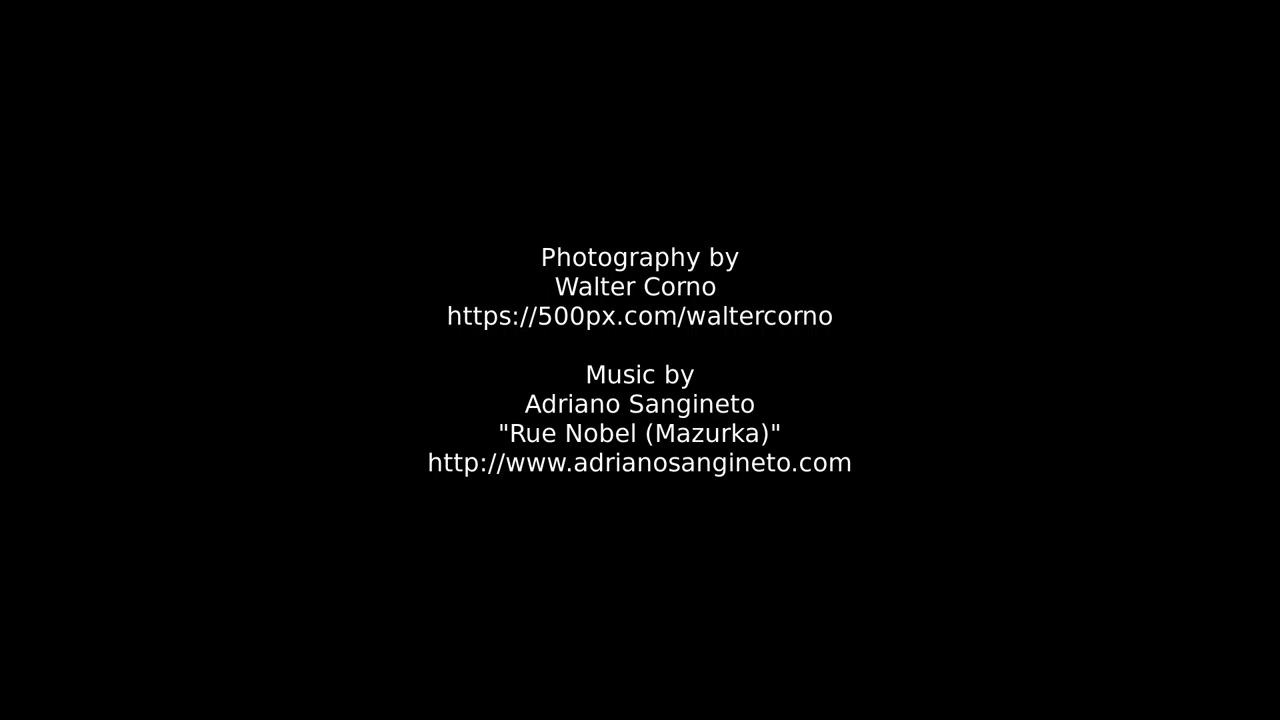 Photography by
Walter Corno
https://500px.com/waltercorno
Music by
Adriano Sangineto
"Rue Nobel (Mazurka)"
http://www.adrianosangineto.com